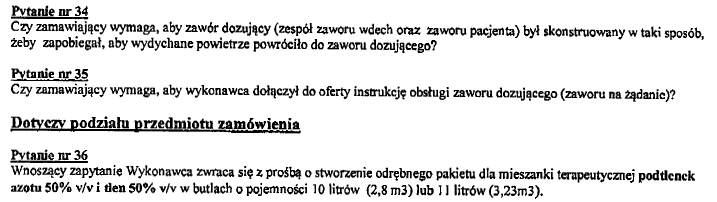 Pytanie nr 34
Czy zamawiający wymaga, aby zawór dozujący (zespół zaworu wdech oraz zaworu pacjenta) był skonstruowany w taki sposób,
żeby zapobiegał, aby wydychane powietrze powróciło do zaworu dozującego?
Pytanie nr 35
Czy zamawiający wymaga, aby wykonawca dołączył do oferty instrukcję obsługi zaworu dozującego (zaworu na żądanie)?
Dotyczy podziału przedmiotu zamówienia
Pytanie nr 36
Wnoszący zapytanie Wykonawca zwraca się z prośbą o stworzenie odrębnego pakietu dla mieszanki terapeutycznej podtlenek
azotu 50% v/v i tlen 50% v/v w butlach o pojemności 10 litrów (2,8 m3) lub 11 litrów (3,23m3).